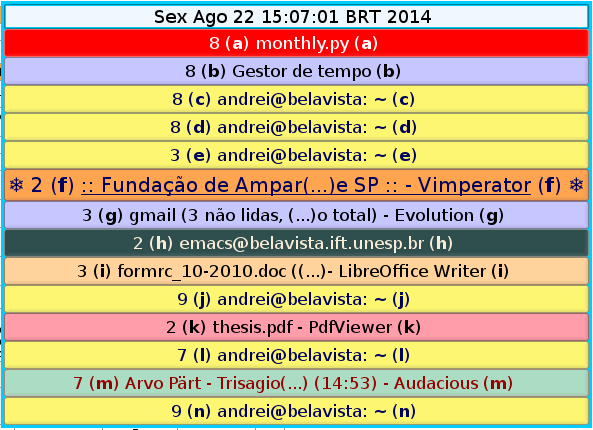 Sex Ago 22 15:07:01 BRT 2014
8 (a) monthly.py (a)
8 (b) Gestor de tempo (b)
8 (c) andrei@belavista: ~ (c)
8 (d) andrei@belavista: ~ (d)
3 (e) andrei@belavista: ~ (e)
❄ 2 (f) :: Fundação de Ampar(...)e SP :: - Vimperator (f) ❄
3 (g) gmail (3 não lidas, (...)o total) - Evolution (g)
2 (h) emacs@belavista.ift.unesp.br (h)
3 (i) formrc_10-2010.doc ((...)- LibreOffice Writer (i)
9 (j) andrei@belavista: ~ (j)
2 (k) thesis.pdf - PdfViewer (k)
7 (l) andrei@belavista: ~ (l)
7 (m) Arvo Pärt - Trisagio(...) (14:53) - Audacious (m)
9 (n) andrei@belavista: ~ (n)